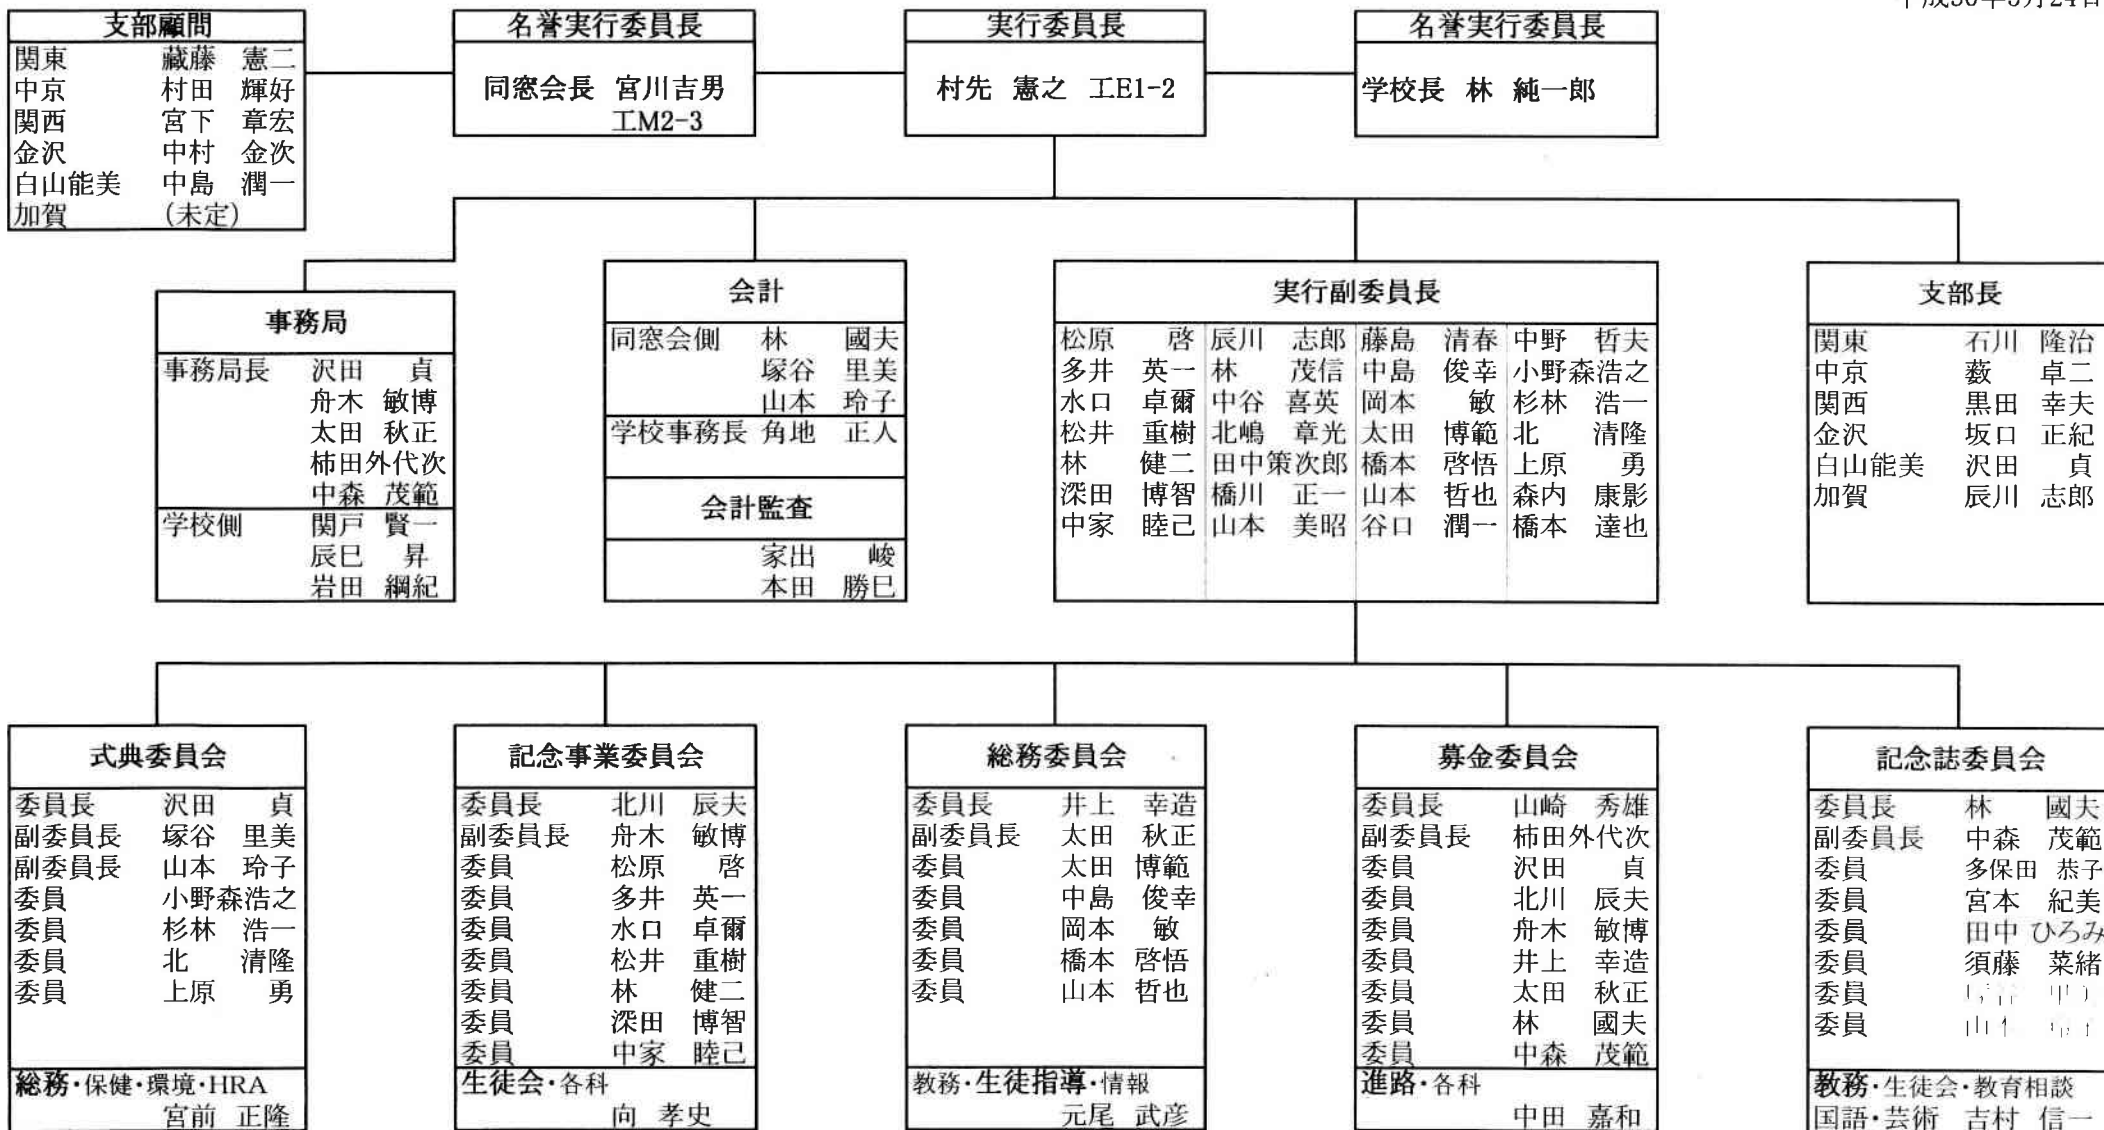 平成30年3月24日
支部顧問
関東 藏藤 憲二
中京 村田 輝好
関西 宮下 章宏
金沢 中村 金次
白山能美 中島 潤一
加賀 (未定)
名誉実行委員長
同窓会長 宮川吉男
工M2-3
実行委員長
村先 憲之 工E1-2
名誉実行委員長
学校長 林 純一郎
事務局
事務局長 沢田 貞
舟木 敏博
太田 秋正
柿田外代次
中森 茂範
学校側 関戸 賢一
辰巳 昇
岩田 綱紀
会計
同窓会側 林 國夫
塚谷 里美
山本 玲子
学校事務長 角地 正人
会計監査
家出 峻
本田 勝巳
実行副委員長
松原 啓 辰川 志郎 藤島 清春 中野 哲夫
多井 英一 林 茂信 中島 俊幸 小野森浩之
水口 卓爾 中谷 喜英 岡本 敏 杉林 浩一
松井 重樹 北嶋 章光 太田 博範 北 清隆
林 健二 田中策次郎 橋本 啓悟 上原 勇
深田 博智 橋川 正一 山本 哲也 森内 康影
中家 睦己 山本 美昭 谷口 潤一 橋本 達也
支部長
関東 石川 隆治
中京 薮 卓二
関西 黒田 幸夫
金沢 坂口 正紀
白山能美 沢田 貞
加賀 辰川 志郎
式典委員会
委員長 沢田 貞
副委員長 塚谷 里美
副委員長 山本 玲子
委員 小野森浩之
委員 杉林 浩一
委員 北 清隆
委員 上原 勇
総務・保健・環境・HRA
宮前 正隆
記念事業委員会
委員長 北川 辰夫
副委員長 舟木 敏博
委員 松原 啓
委員 多井 英一
委員 水口 卓爾
委員 松井 重樹
委員 林 健二
委員 深田 博智
委員 中家 睦己
生徒会・各科
向 孝史
総務委員会
委員長 井上 幸造
副委員長 太田 秋正
委員 太田 博範
委員 中島 俊幸
委員 岡本 敏
委員 橋本 啓悟
委員 山本 哲也
教務・生徒指導・情報
元尾 武彦
募金委員会
委員長 山崎 秀雄
副委員長 柿田外代次
委員 沢田 貞
委員 北川 辰夫
委員 舟木 敏博
委員 井上 幸造
委員 太田 秋正
委員 林 國夫
委員 中森 茂範
進路・各科
中田 嘉和
記念誌委員会
委員長 林 國夫
副委員長 中森 茂範
委員 多保田 恭子
委員 宮本 紀美
委員 田中 ひろみ
委員 須藤 菜緒
委員
委員
教務・生徒会・教育相談
国語・芸術 吉村 信一